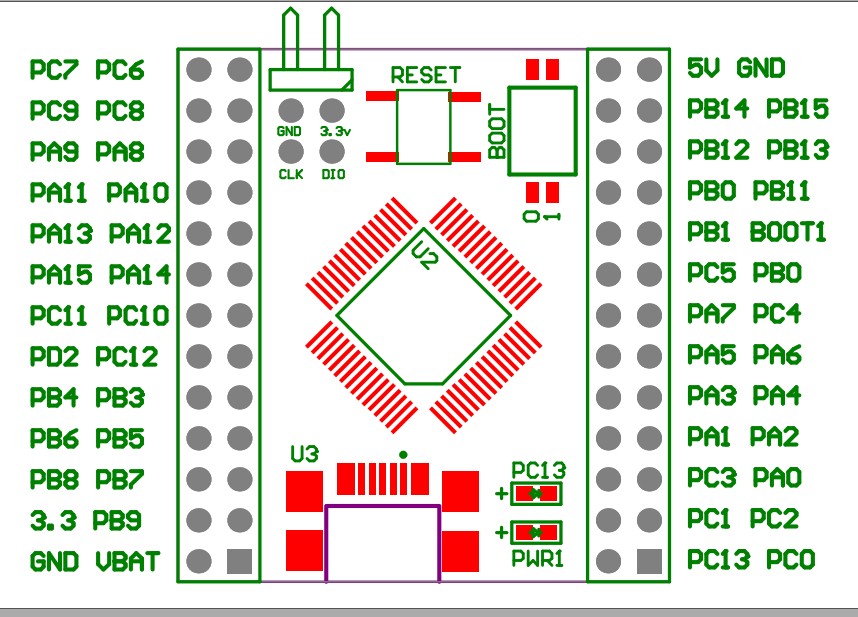 PC7 PC6
PC9 PC8
PA9 PA8
PA11 PA10
PA13 PA12
PA15 PA14
PC11 PC10
PD2 PC12
PB4 PB3
PB6 PB5
PB8 PB7
3.3 PB9
GND VBAT
RESET
GND 3.3v
CLK DIO
BOOT
0 1
U2
U3
PC13
+
+
PWR1
5V GND
PB14 PB15
PB12 PB13
PB0 PB11
PB1 BOOT1
PC5 PB0
PA7 PC4
PA5 PA6
PA3 PA4
PA1 PA2
PC3 PA0
PC1 PC2
PC13 PC0